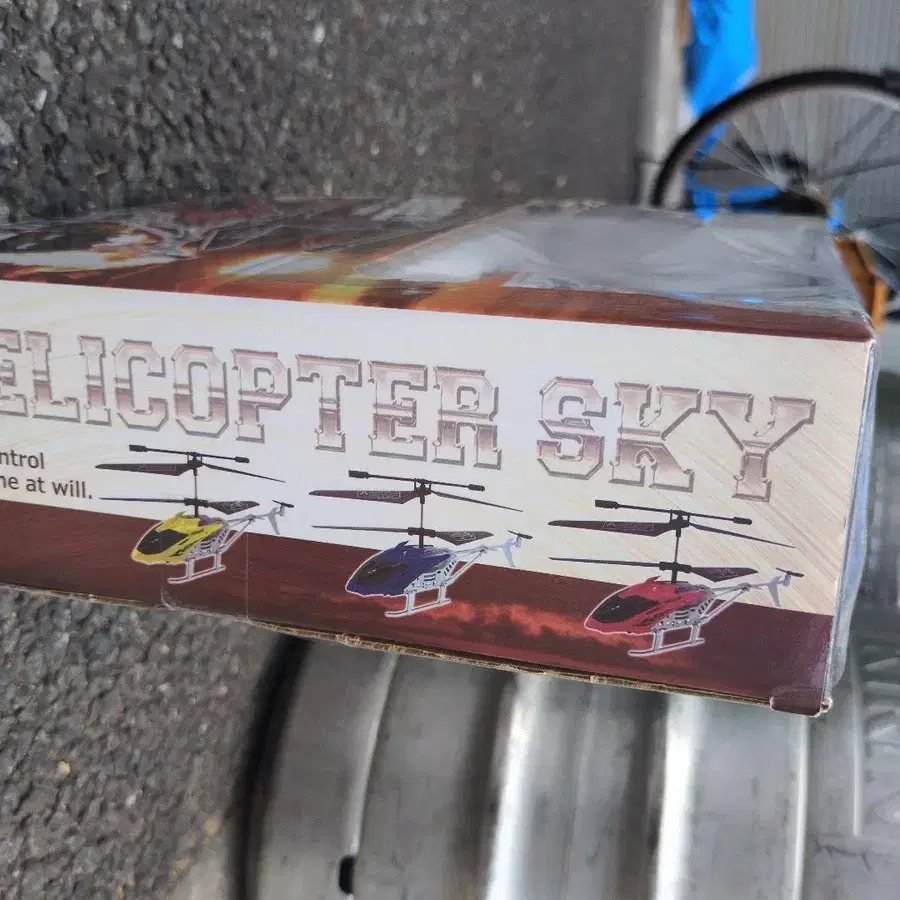 ELICOPTER SKY
ntrol
ne at will.